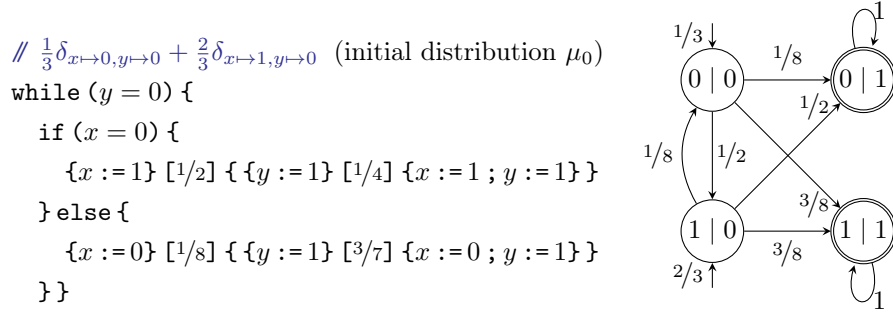 // 1/3 δ_{x↦0,y↦0} + 2/3 δ_{x↦1,y↦0} (initial distribution μ₀)
while (y = 0) {
if (x = 0) {
{x := 1} [1/2] { {y := 1} [1/4] {x := 1 ; y := 1} }
} else {
{x := 0} [1/8] { {y := 1} [3/7] {x := 0 ; y := 1} }
} }
1/3
1
0 | 0
1/8
0 | 1
1/2
1/8
1/2
3/8
1 | 0
3/8
1 | 1
2/3
1